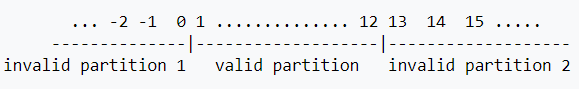 ... -2 -1 0 1 .............. 12 13 14 15 .....
--------------|-------------------|-------------------
invalid partition 1 valid partition invalid partition 2